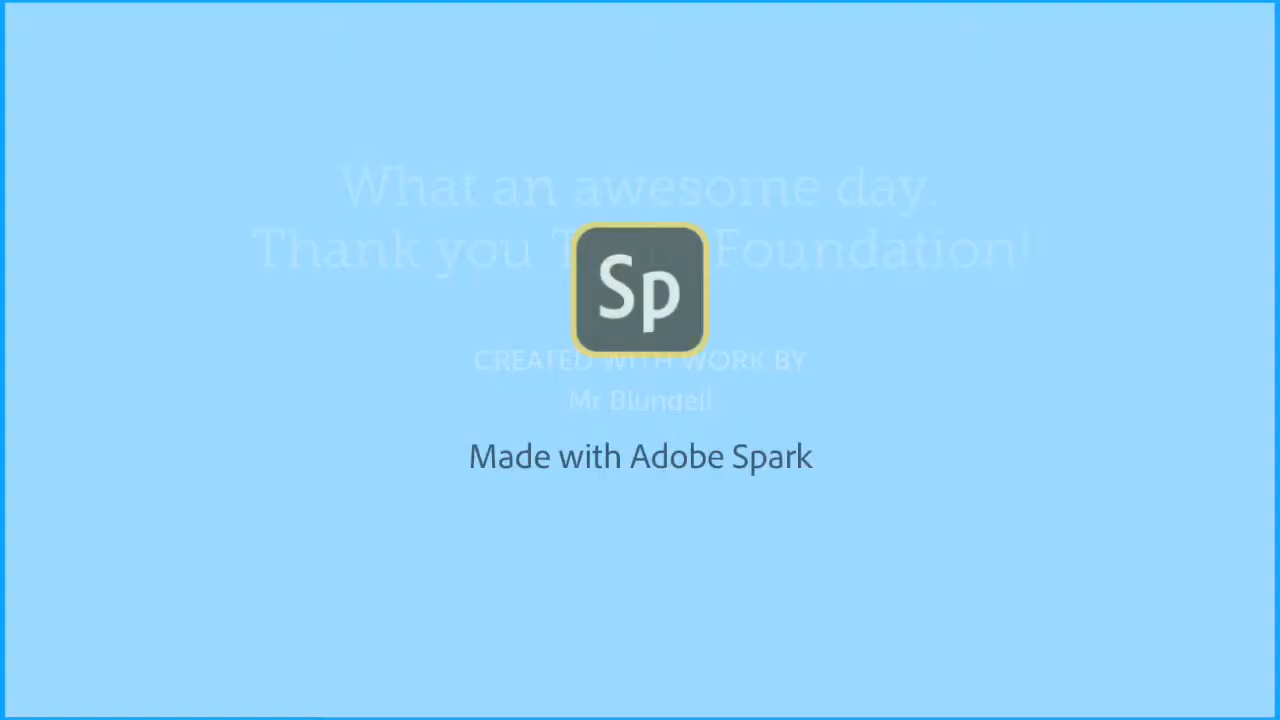 What an awesome day.
Thank you Foundation!
Sp
CREATED WITH WORK BY
Mr Blundell
Made with Adobe Spark